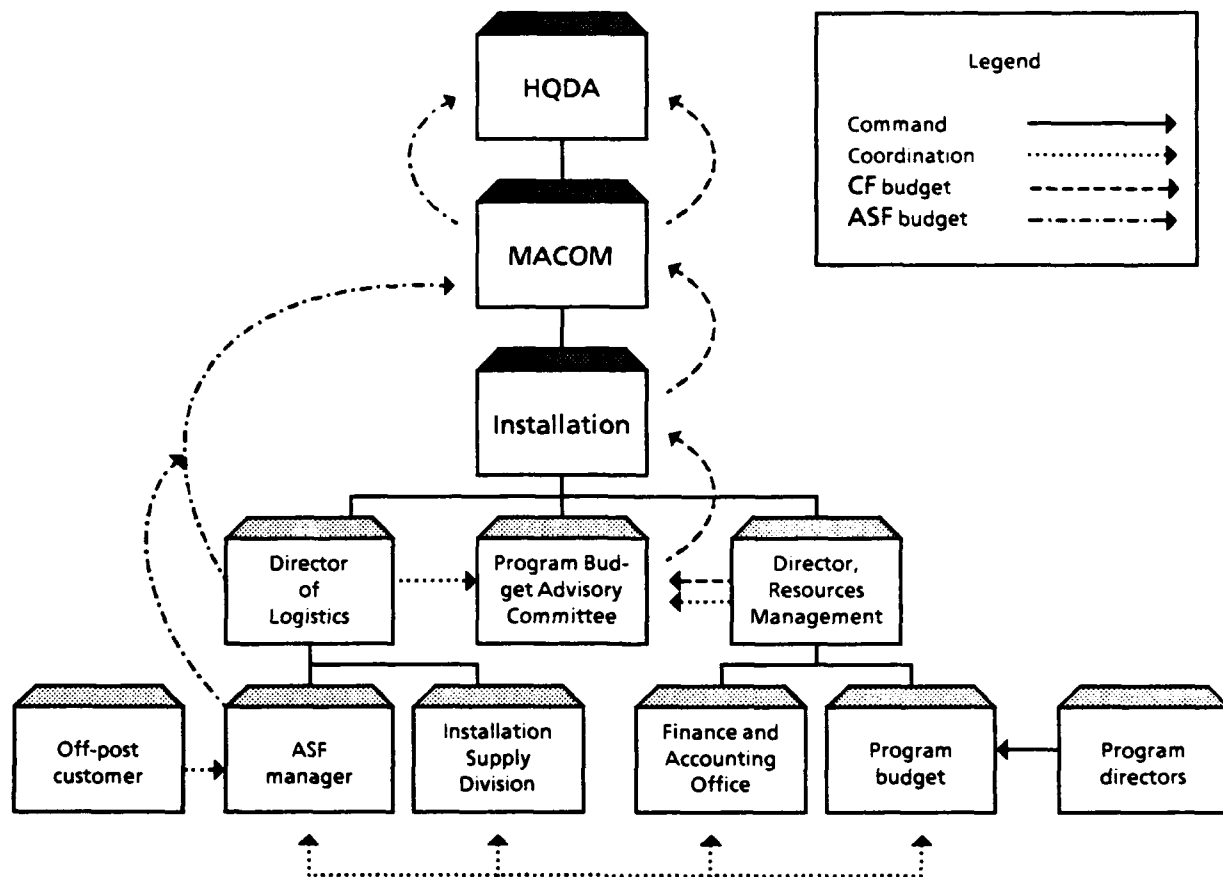 HQDA
Legend
Command
Coordination
CF budget
ASF budget
MACOM
Installation
Director
of
Logistics
Program Bud-
get Advisory
Committee
Director,
Resources
Management
Off-post
customer
ASF
manager
Installation
Supply
Division
Finance and
Accounting
Office
Program
budget
Program
directors